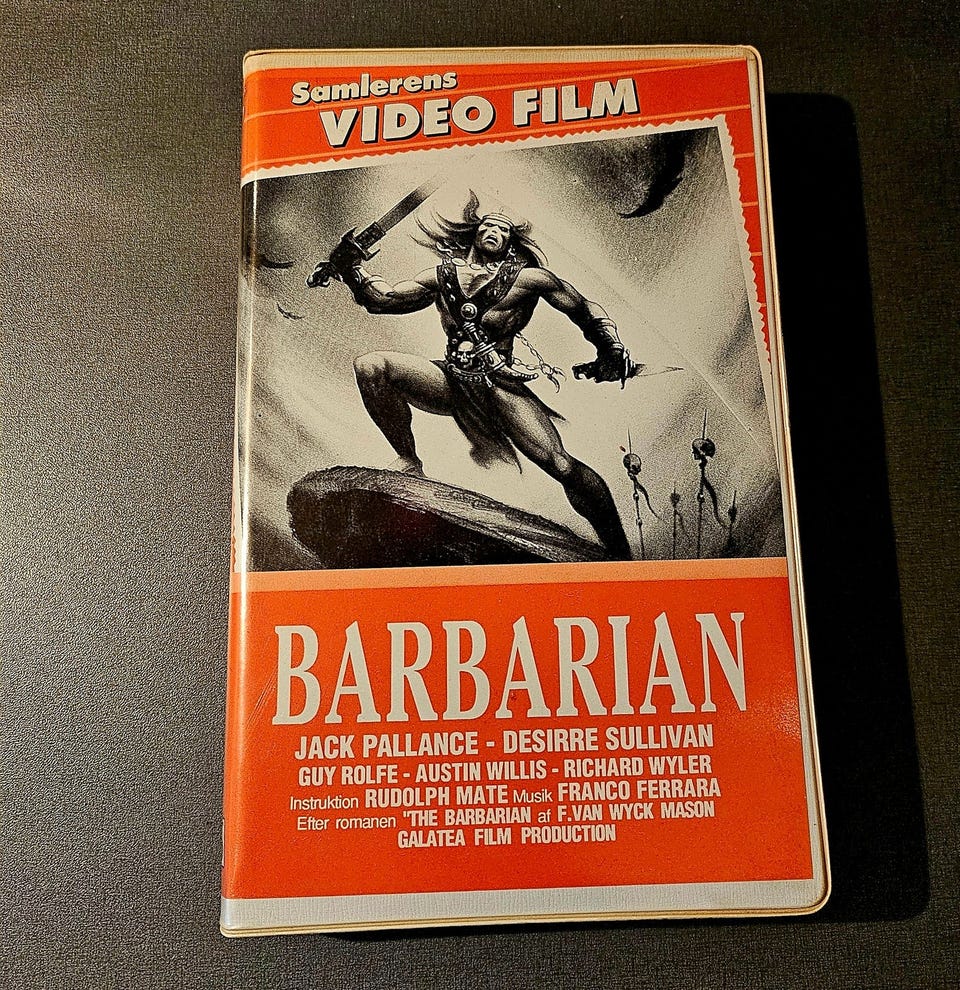 Samlerens
VIDEO FILM
BARBARIAN
JACK PALLANCE - DESIRRE SULLIVAN
GUY ROLFE - AUSTIN WILLIS - RICHARD WYLER
Instruktion RUDOLPH MATE Musik FRANCO FERRARA
Efter romanen "THE BARBARIAN af F.VAN WYCK MASON
GALATEA FILM PRODUCTION